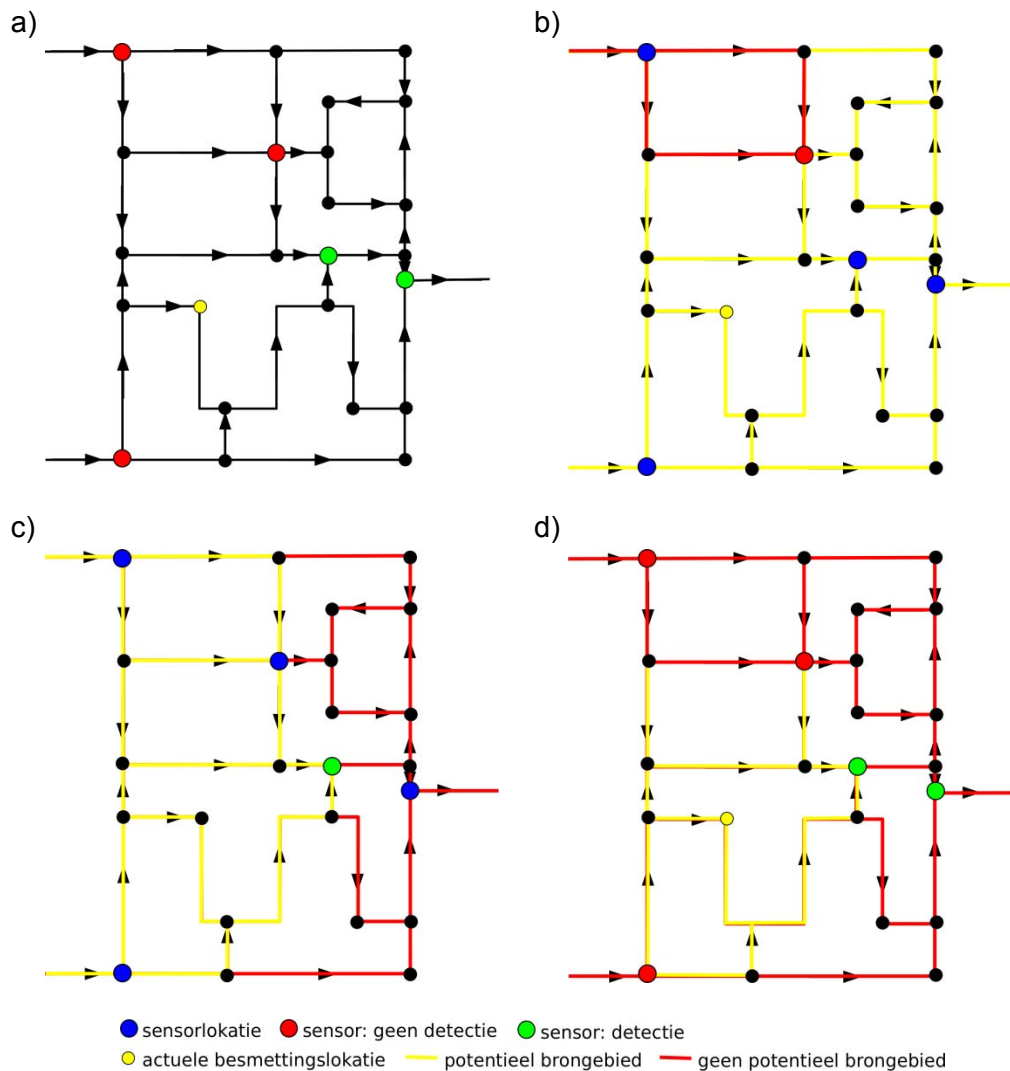 a)
b)
c)
d)
sensorlokatie sensor: geen detectie sensor: detectie
actuele besmettingslokatie potentieel brongebied geen potentieel brongebied